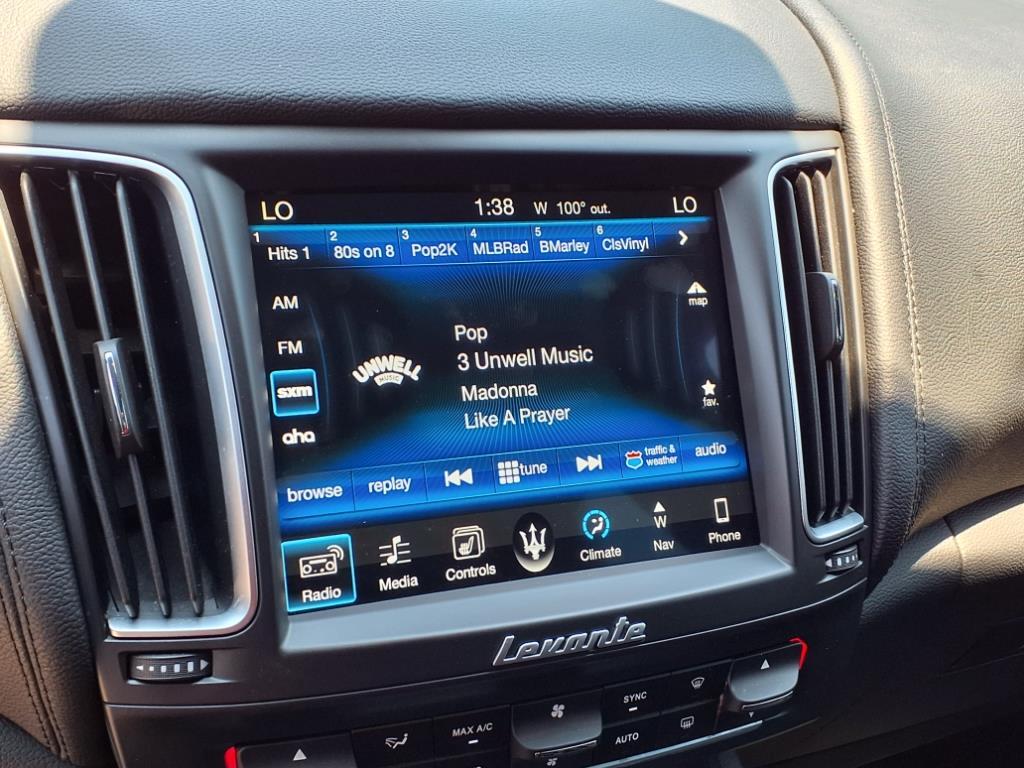 LO 1:38 W 100° out. LO
1 Hits 1 2 80s on 8 3 Pop2K 4 MLBRad 5 BMarley 6 ClsVinyl
AM
map
FM
Pop
UNWELL
MUSIC
3 Unwell Music
sxm
Madonna
fav.
Like A Prayer
aha
browse replay tune traffic & weather audio
Radio Media Controls Climate W Nav Phone
Levante
SYNC
MAX A/C
AUTO